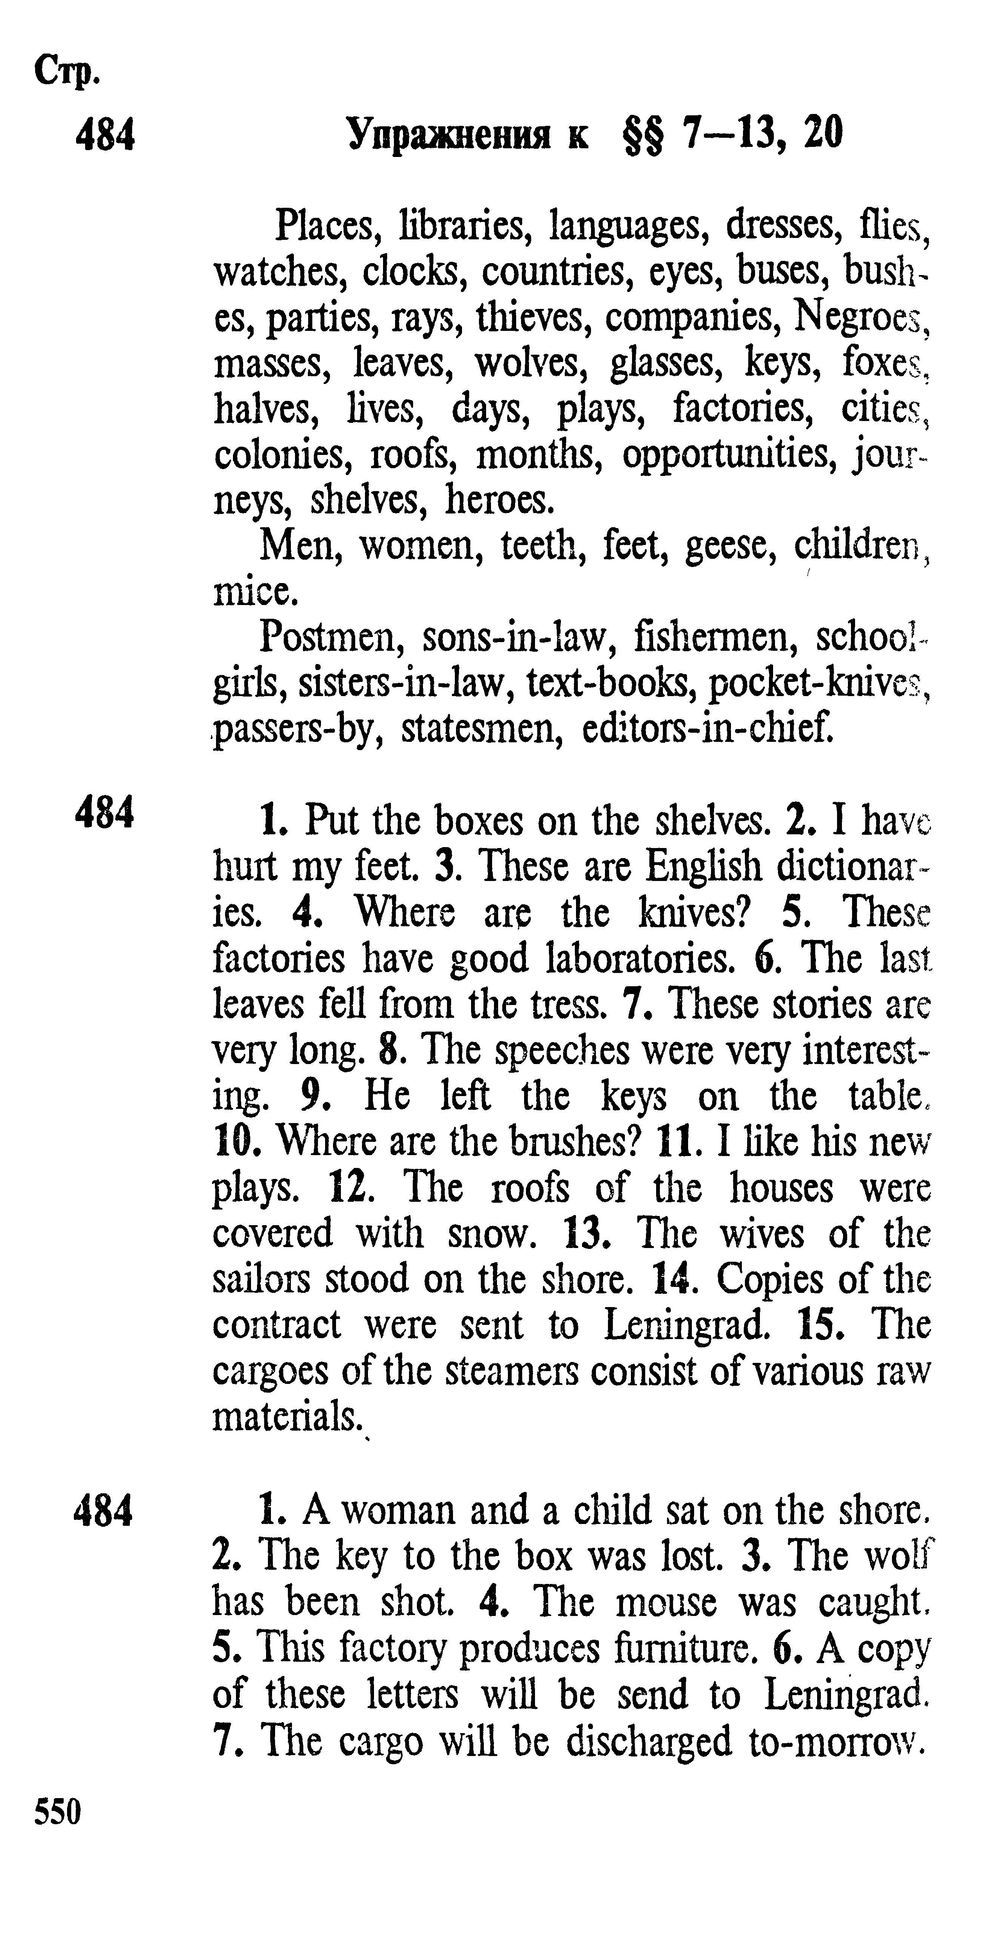 Стр.
484 Упражнения к §§ 7—13, 20
Places, libraries, languages, dresses, flies,
watches, clocks, countries, eyes, buses, bush-
es, parties, rays, thieves, companies, Negroes,
masses, leaves, wolves, glasses, keys, foxes,
halves, lives, days, plays, factories, cities,
colonies, roofs, months, opportunities, jour-
neys, shelves, heroes.
Men, women, teeth, feet, geese, children,
mice.
Postmen, sons-in-law, fishermen, school-
girls, sisters-in-law, text-books, pocket-knives,
passers-by, statesmen, editors-in-chief.
484 1. Put the boxes on the shelves. 2. I have
hurt my feet. 3. These are English dictionar-
ies. 4. Where are the knives? 5. These
factories have good laboratories. 6. The last
leaves fell from the tress. 7. These stories are
very long. 8. The speeches were very interest-
ing. 9. He left the keys on the table.
10. Where are the brushes? 11. I like his new
plays. 12. The roofs of the houses were
covered with snow. 13. The wives of the
sailors stood on the shore. 14. Copies of the
contract were sent to Leningrad. 15. The
cargoes of the steamers consist of various raw
materials.
484 1. A woman and a child sat on the shore.
2. The key to the box was lost. 3. The wolf
has been shot. 4. The mouse was caught.
5. This factory produces furniture. 6. A copy
of these letters will be send to Leningrad.
7. The cargo will be discharged to-morrow.
550